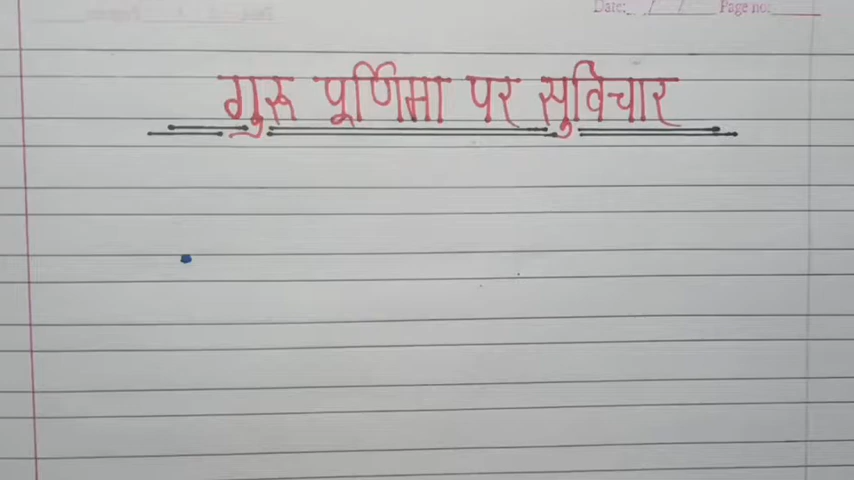 Date: / / Page no:
गुरू पूर्णिमा पर सुविचार